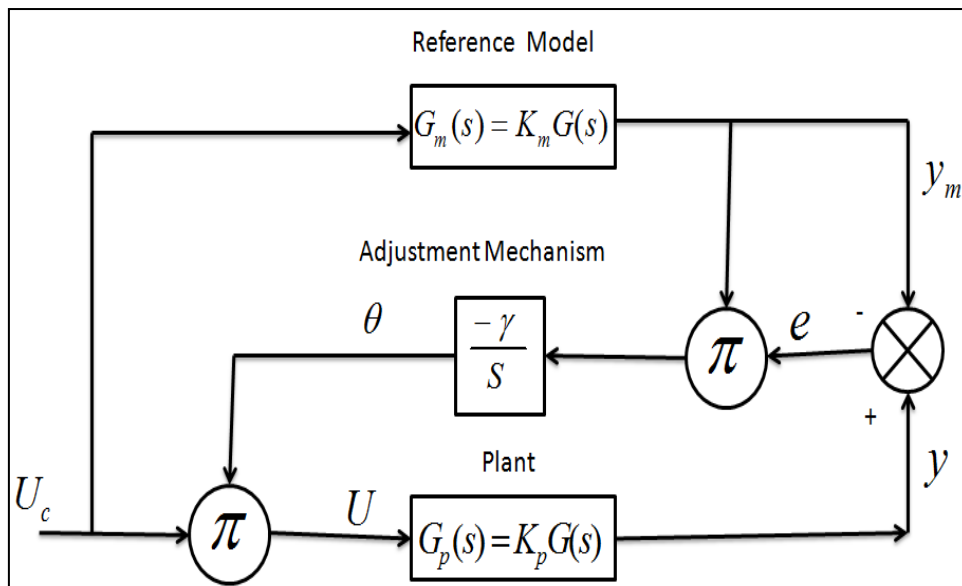 Reference Model
G_m(s) = K_m G(s)
y_m
Adjustment Mechanism
θ
-γ
S
π
e
-
+
Plant
y
U_c
π
U
G_p(s) = K_p G(s)